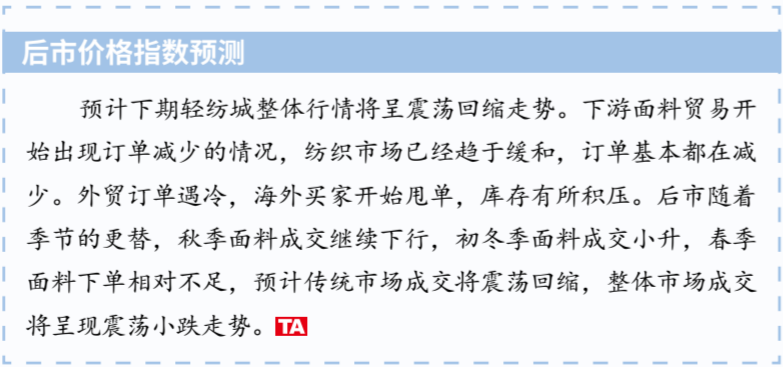 后市价格指数预测
预计下期轻纺城整体行情将呈震荡回缩走势。下游面料贸易开
始出现订单减少的情况，纺织市场已经趋于缓和，订单基本都在减
少。外贸订单遇冷，海外买家开始甩单，库存有所积压。后市随着
季节的更替，秋季面料成交继续下行，初冬季面料成交小升，春季
面料下单相对不足，预计传统市场成交将震荡回缩，整体市场成交
将呈现震荡小跌走势。TA